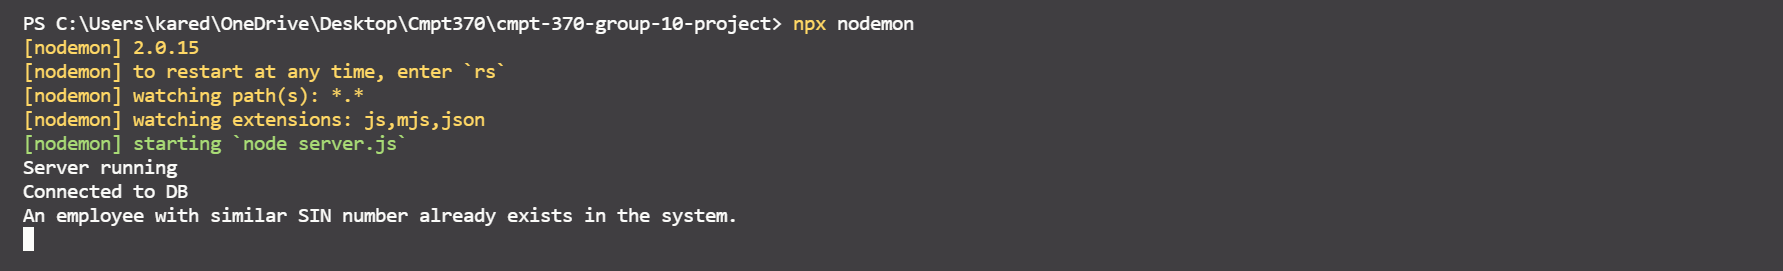 PS C:\Users\kared\OneDrive\Desktop\Cmpt370\cmpt-370-group-10-project> npx nodemon
[nodemon] 2.0.15
[nodemon] to restart at any time, enter `rs`
[nodemon] watching path(s): *.*
[nodemon] watching extensions: js,mjs,json
[nodemon] starting `node server.js`
Server running
Connected to DB
An employee with similar SIN number already exists in the system.